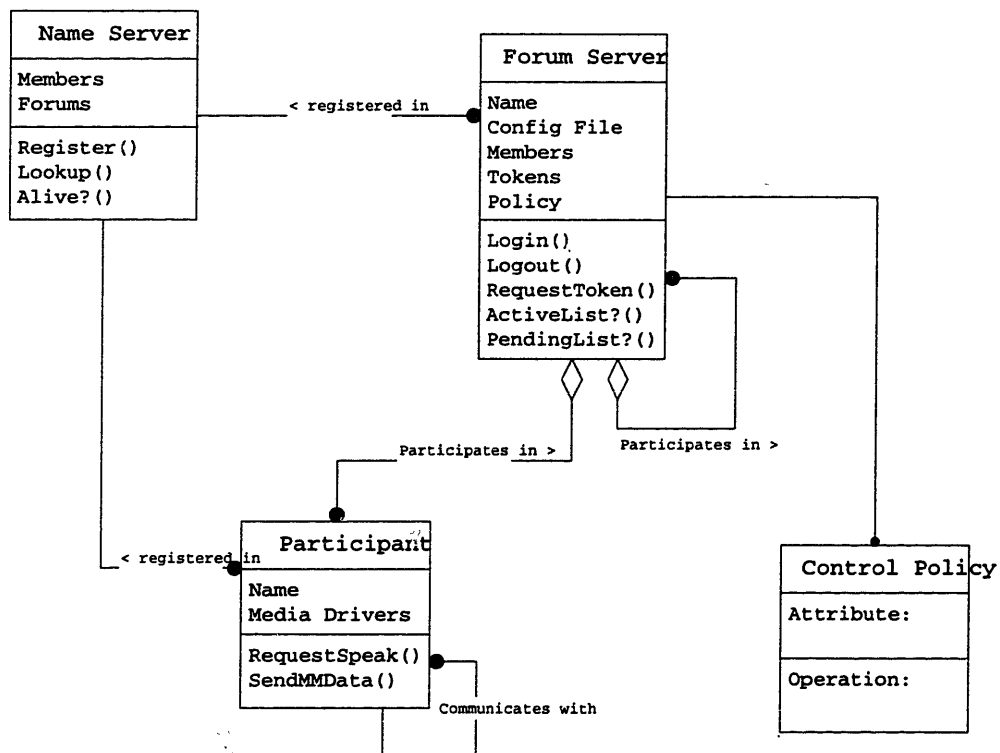 Name Server
Members
Forums
Register()
Lookup()
Alive?()
< registered in
Forum Server
Name
Config File
Members
Tokens
Policy
Login()
Logout()
RequestToken()
ActiveList?()
PendingList?()
Participates in >
Participates in >
< registered in
Participant
Name
Media Drivers
RequestSpeak()
SendMMData()
Communicates with
Control Policy
Attribute:
Operation: